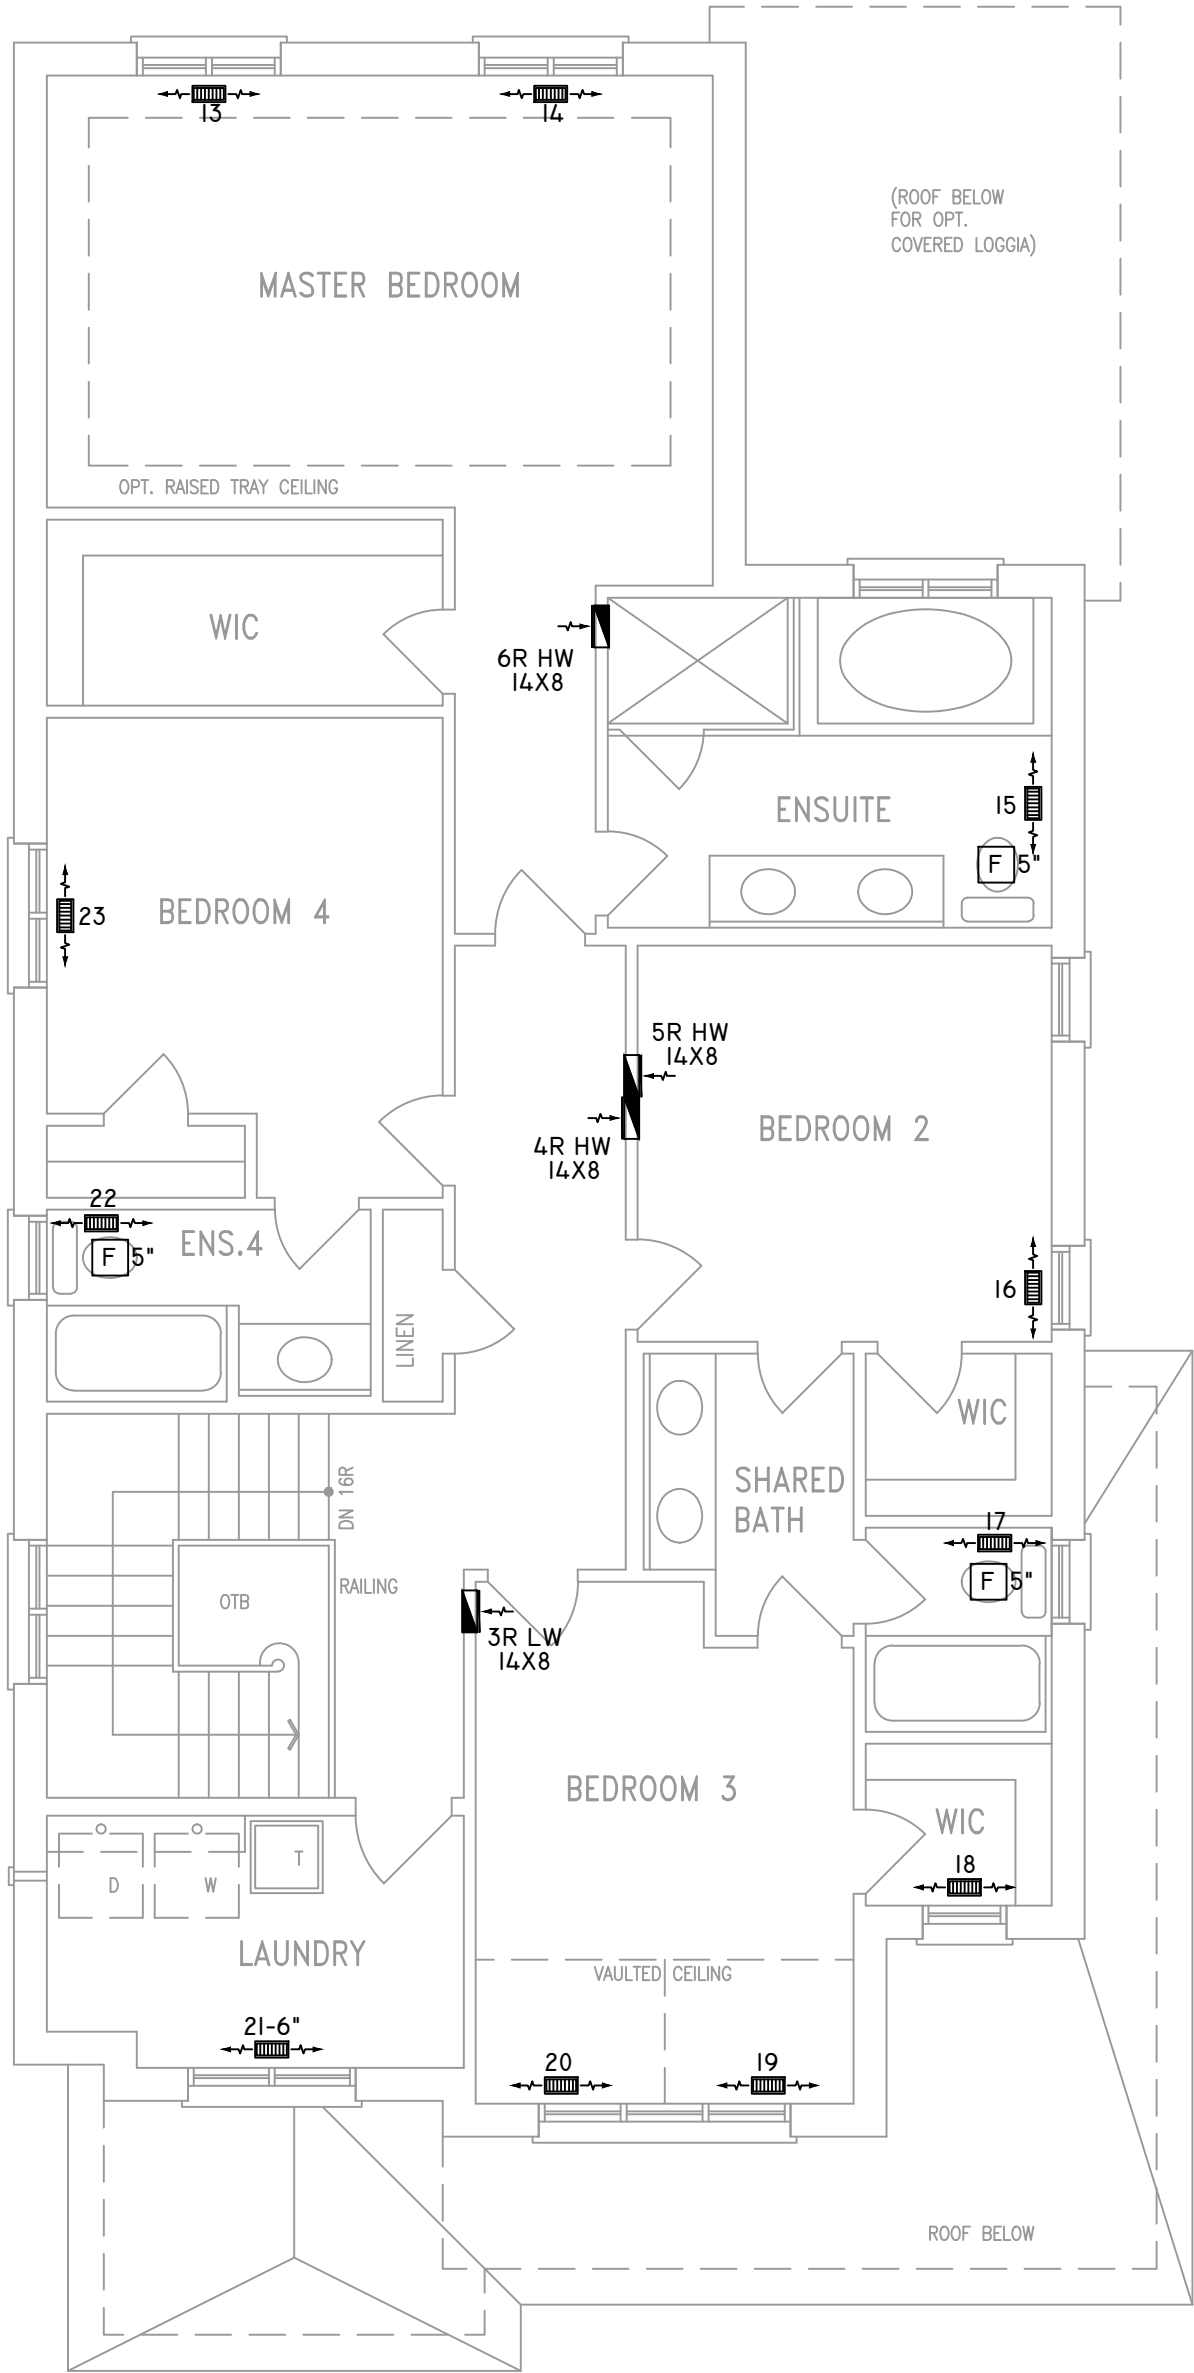 13
14
(ROOF BELOW
FOR OPT.
COVERED LOGGIA)
MASTER BEDROOM
OPT. RAISED TRAY CEILING
WIC
6R HW
14X8
ENSUITE
15
F 5"
BEDROOM 4
23
5R HW
14X8
BEDROOM 2
4R HW
14X8
22
F 5"
ENS.4
16
LINEN
WIC
SHARED
BATH
DN 16R
17
F 5"
OTB
RAILING
3R LW
14X8
BEDROOM 3
WIC
18
T
D
W
LAUNDRY
VAULTED CEILING
21-6"
20
19
ROOF BELOW